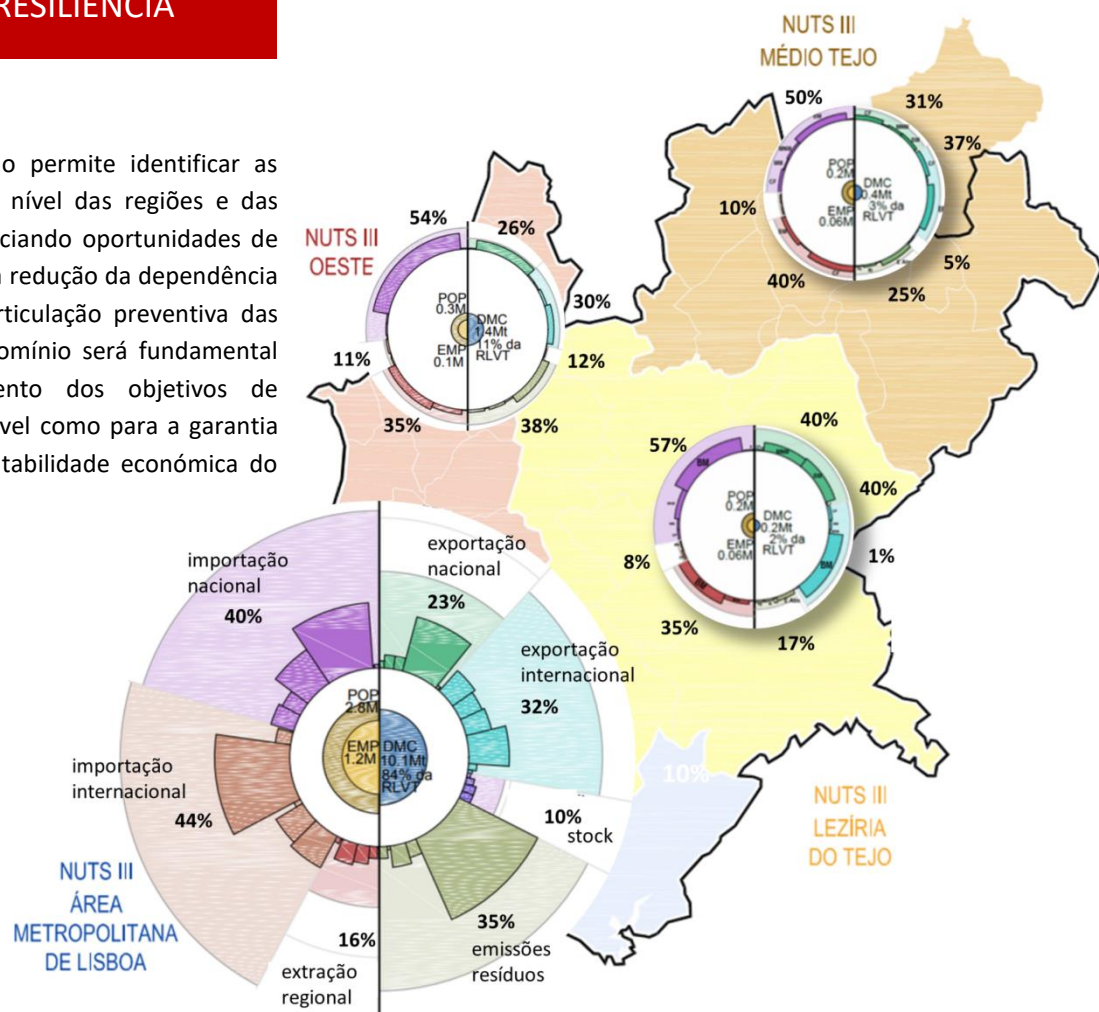 RESILIÊNCIA
o permite identificar as
nível das regiões e das
ciando oportunidades de
redução da dependência
rticulação preventiva das
omínio será fundamental
ento dos objetivos de
vel como para a garantia
tabilidade económica do
NUTS III
MÉDIO TEJO
50%
31%
37%
10%
5%
40%
25%
POP
0.2M
EMP
0.06M
DMC
0.4Mt
3% da
RLVT
NUTS III
OESTE
54%
26%
30%
11%
12%
35%
38%
POP
0.3M
EMP
0.1M
DMC
1.4Mt
11% da
RLVT
57%
40%
40%
8%
1%
35%
17%
BM
BM
BM
POP
0.2M
EMP
0.06M
DMC
0.2Mt
2% da
RLVT
NUTS III
LEZÍRIA
DO TEJO
10%
importação
nacional
40%
exportação
nacional
23%
exportação
internacional
32%
importação
internacional
44%
10%
stock
35%
emissões
resíduos
16%
extração
regional
POP
2.8M
EMP
1.2M
DMC
10.1Mt
84% da
RLVT
NUTS III
ÁREA
METROPOLITANA
DE LISBOA